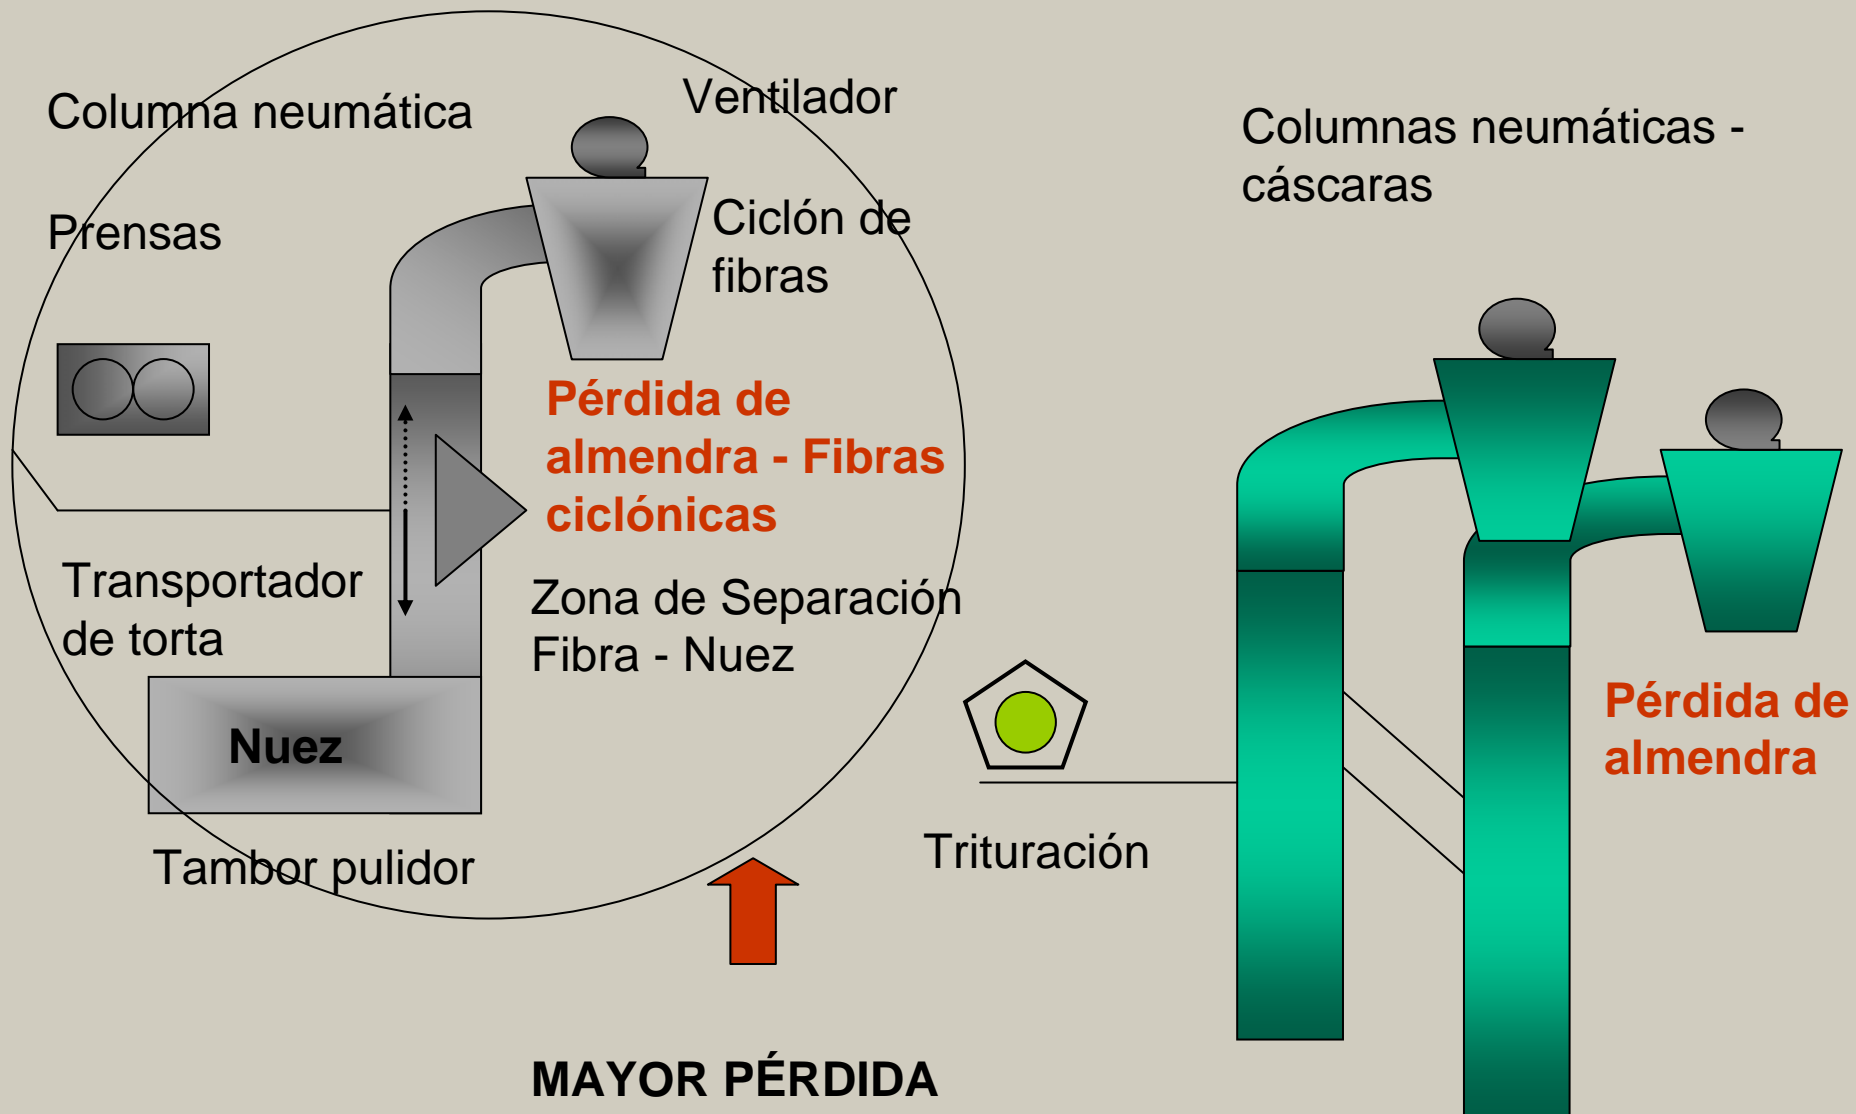 Columna neumática
Ventilador
Columnas neumáticas -
cáscaras
Prensas
Ciclón de
fibras
Pérdida de
almendra - Fibras
ciclónicas
Transportador
de torta
Zona de Separación
Fibra - Nuez
Nuez
Pérdida de
almendra
Tambor pulidor
Trituración
MAYOR PÉRDIDA